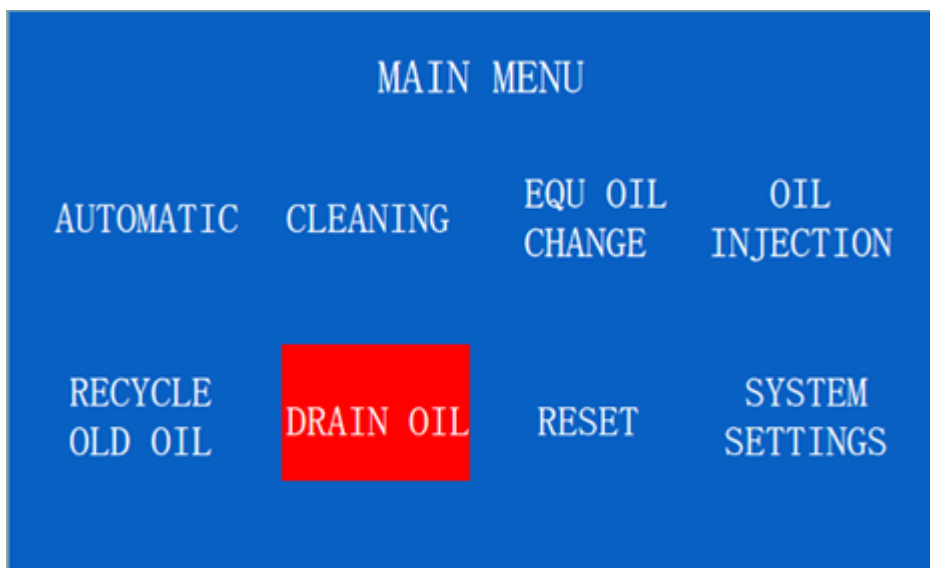 MAIN MENU
AUTOMATIC
CLEANING
EQU OIL
CHANGE
OIL
INJECTION
RECYCLE
OLD OIL
DRAIN OIL
RESET
SYSTEM
SETTINGS